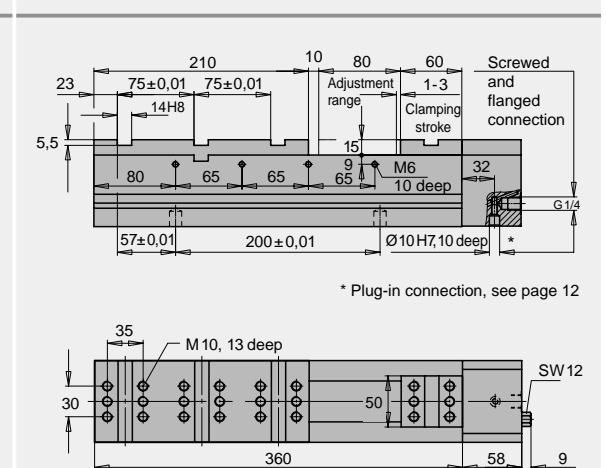 210
10
80
60
Screwed
and
flanged
connection
23
75±0,01
75±0,01
Adjustment
range
1-3
Clamping
stroke
14H8
5,5
15
9
M6
10 deep
32
80
65
65
65
G 1/4
57±0,01
200±0,01
Ø10 H7,10 deep
*
* Plug-in connection, see page 12
35
M10, 13 deep
SW12
30
50
360
58
9